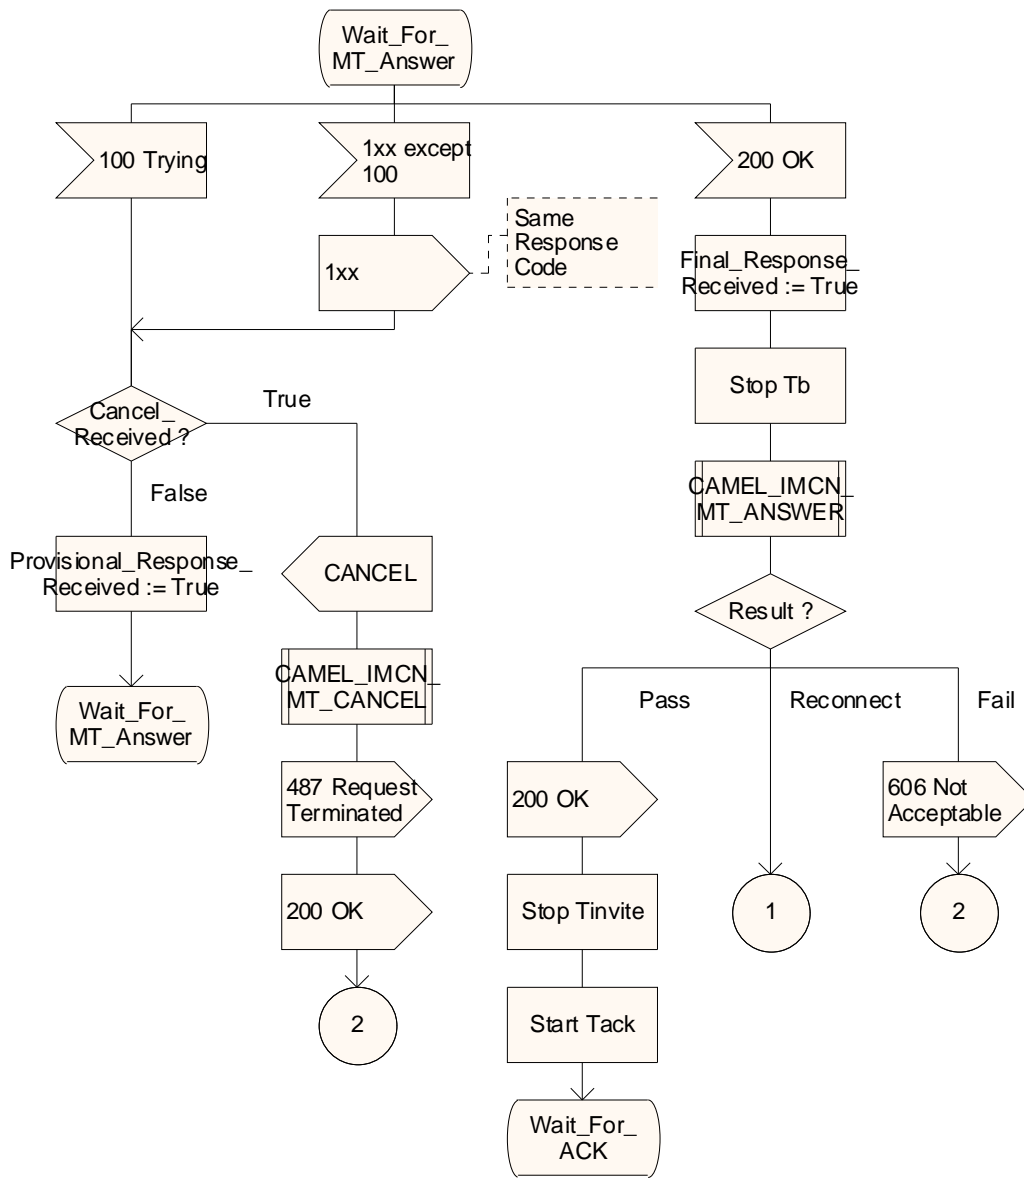 Wait_For_
MT_Answer
100 Trying
1xx except
100
200 OK
1xx
Same
Response
Code
Final_Response_
Received := True
Stop Tb
Cancel_
Received ?
True
False
CAMEL_IMCN_
MT_ANSWER
Provisional_Response_
Received := True
CANCEL
Result ?
Wait_For_
MT_Answer
CAMEL_IMCN_
MT_CANCEL
Pass
Reconnect
Fail
487 Request
Terminated
200 OK
606 Not
Acceptable
200 OK
Stop Tinvite
1
2
2
Start Tack
Wait_For_
ACK